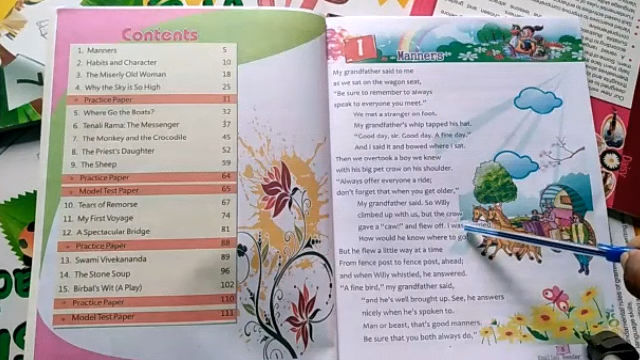 Contents
1. Manners 5
2. Habits and Character 10
3. The Miserly Old Woman 18
4. Why the Sky is So High 25
Practice Paper 31
5. Where Go the Boats? 32
6. Tenali Rama: The Messenger 37
7. The Monkey and the Crocodile 45
8. The Priest's Daughter 52
9. The Sheep 59
Practice Paper 64
Model Test Paper 65
10. Tears of Remorse 67
11. My First Voyage 74
12. A Spectacular Bridge 81
Practice Paper 88
13. Swami Vivekananda 89
14. The Stone Soup 96
15. Birbal's Wit (A Play) 102
Practice Paper 110
Model Test Paper 111
1
Manners
My grandfather said to me
as we sat on the wagon seat,
"Be sure to remember to always
speak to everyone you meet."
We met a stranger on foot,
My grandfather's whip tapped his hat.
"Good day, sir. Good day. A fine day."
And I said it and bowed where I sat.
Then we overtook a boy we knew
with his big pet crow on his shoulder.
"Always offer everyone a ride;
don't forget that when you get older,"
My grandfather said. So Willy
climbed up with us, but the crow
gave a "caw!" and flew off. I was
How would he know where to go
But he flew a little way at a time
From fence post to fence post, ahead;
and when Willy whistled, he answered.
"A fine bird," my grandfather said,
"and he's well brought up. See, he answers
nicely when he's spoken to.
Man or beast, that's good manners.
Be sure that you both always do,"